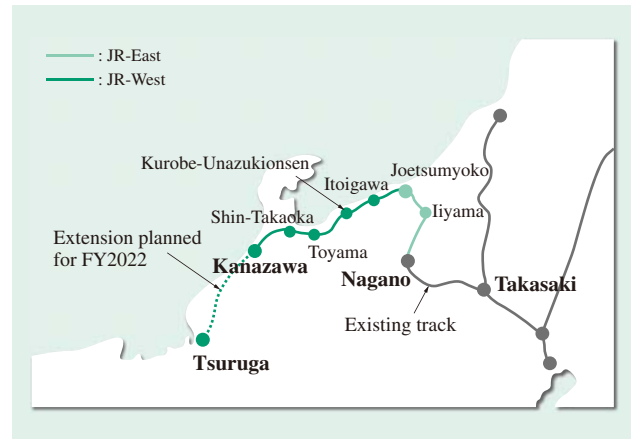 : JR-East
: JR-West
Kurobe-Unazukionsen
Joetsumyoko
Itoigawa
Iiyama
Shin-Takaoka
Extension planned
for FY2022
Toyama
Kanazawa
Nagano
Takasaki
Existing track
Tsuruga